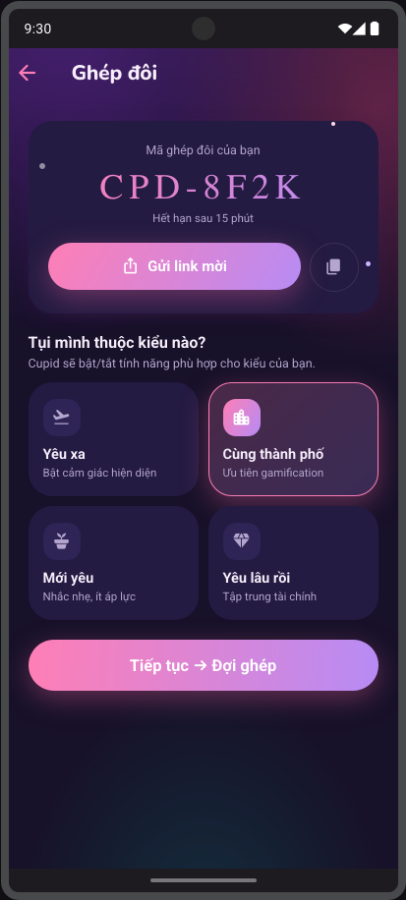 9:30
Ghép đôi
Mã ghép đôi của bạn
CPD-8F2K
Hết hạn sau 15 phút
Gửi link mời
Tụi mình thuộc kiểu nào?
Cupid sẽ bật/tắt tính năng phù hợp cho kiểu của bạn.
Yêu xa
Bật cảm giác hiện diện
Cùng thành phố
Ưu tiên gamification
Mới yêu
Nhắc nhẹ, ít áp lực
Yêu lâu rồi
Tập trung tài chính
Tiếp tục → Đợi ghép